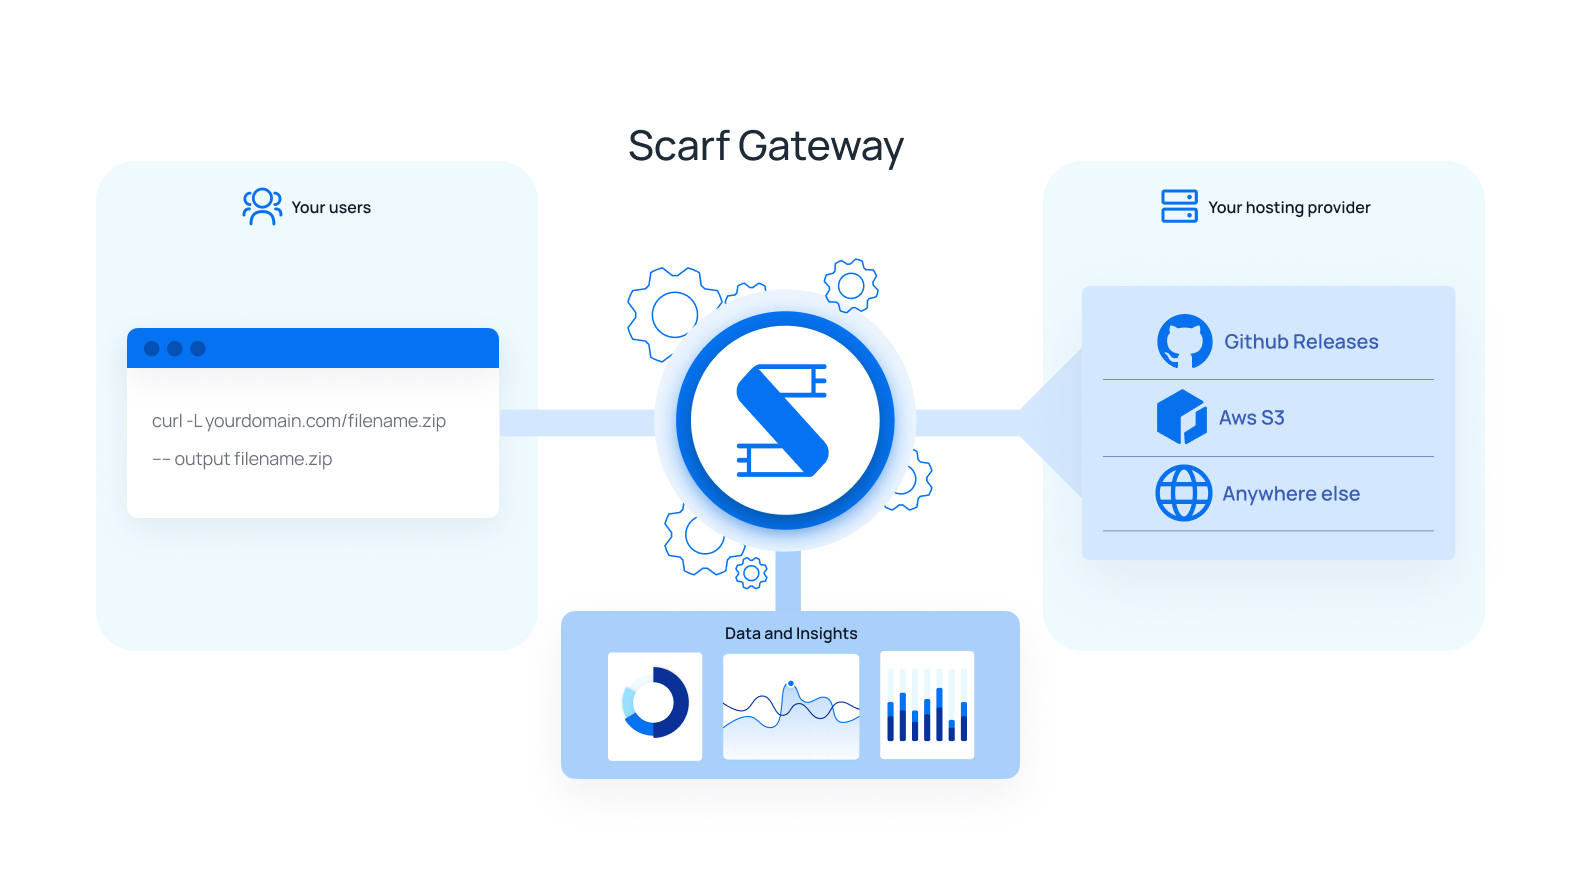 Scarf Gateway
Your users
curl -L yourdomain.com/filename.zip
-- output filename.zip
Your hosting provider
Github Releases
Aws S3
Anywhere else
Data and Insights